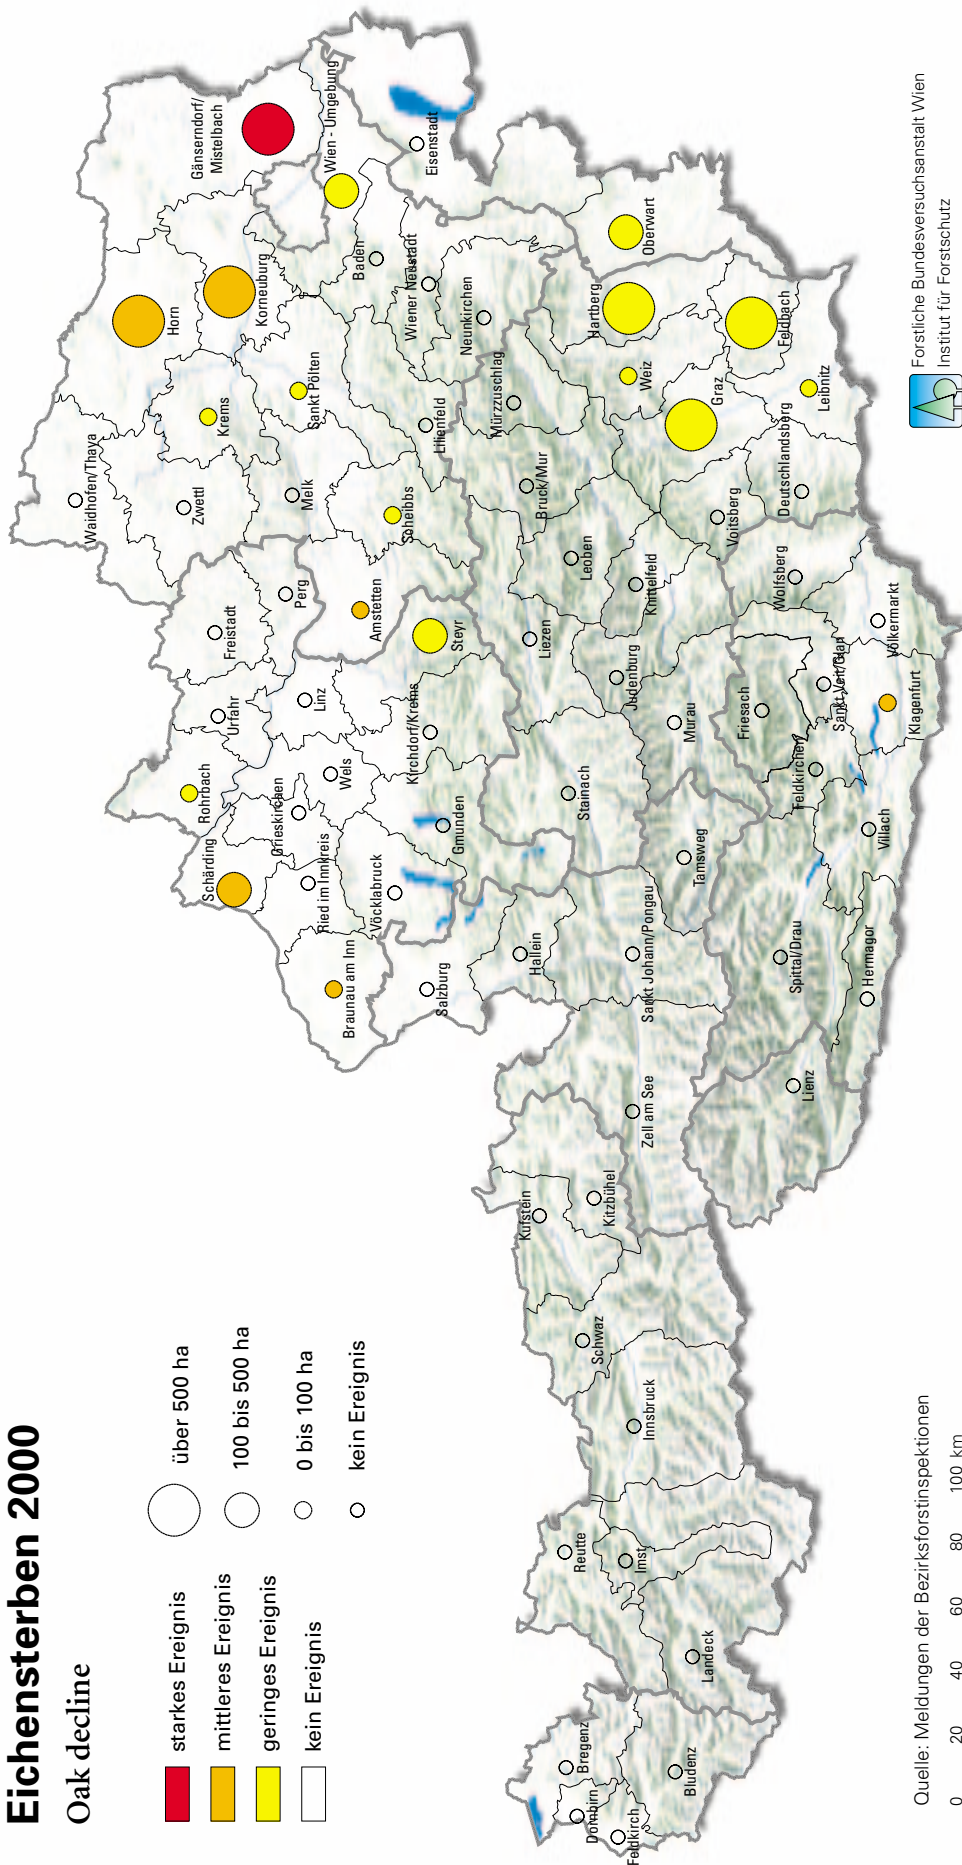 Eichensterben 2000
Oak decline
starkes Ereignis
mittleres Ereignis
geringes Ereignis
kein Ereignis
über 500 ha
100 bis 500 ha
0 bis 100 ha
kein Ereignis
Waidhofen/Thaya
Horn
Gänserndorf/
Mistelbach
Zwettl
Krems
Korneuburg
Freistadt
Urfahr
Rohrbach
Schärding
Perg
Melk
Sankt Pölten
Wien - Umgebung
Linz
Grieskirchen
Wels
Ried im Innkreis
Braunau am Inn
Amstetten
Scheibbs
Baden
Eisenstadt
Vöcklabruck
Steyr
Kirchdorf/Krems
Lilienfeld
Wiener Neustadt
Salzburg
Gmunden
Neunkirchen
Mürzzuschlag
Hallein
Liezen
Bruck/Mur
Kufstein
Stainach
Leoben
Oberwart
Hartberg
Weiz
Kitzbühel
Schwaz
Reutte
Bregenz
Dornbirn
Feldkirch
Imst
Innsbruck
Zell am See
Sankt Johann/Pongau
Judenburg
Knittelfeld
Graz
Murau
Tamsweg
Landeck
Bludenz
Voitsberg
Feldbach
Friesach
Spittal/Drau
Lienz
Wolfsberg
Deutschlandsberg
Leibnitz
Feldkirchen
Sankt Veit/Glan
Villach
Hermagor
Klagenfurt
Völkermarkt
Quelle: Meldungen der Bezirksforstinspektionen
0 20 40 60 80 100 km
Forstliche Bundesversuchsanstalt Wien
Institut für Forstschutz